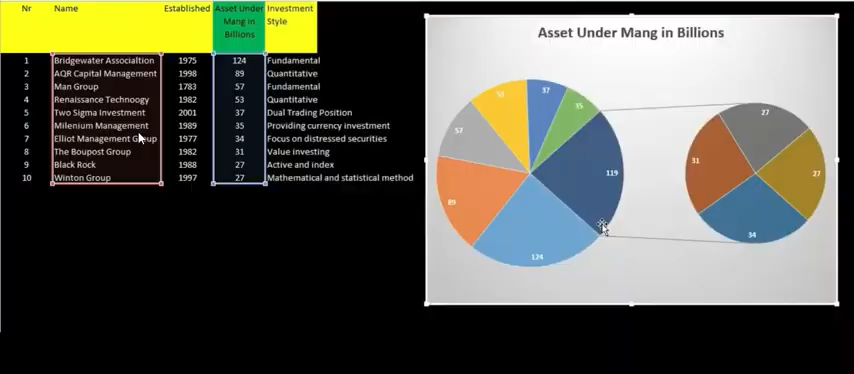 Nr Name Established Asset Under Mang in Billions Investment Style
1 Bridgewater Associaltion 1975 124 Fundamental
2 AQR Capital Management 1998 89 Quantitative
3 Man Group 1783 57 Fundamental
4 Renaissance Technoogy 1982 53 Quantitative
5 Two Sigma Investment 2001 37 Dual Trading Position
6 Milenium Management 1989 35 Providing currency investment
7 Elliot Management Group 1977 34 Focus on distressed securities
8 The Boupost Group 1982 31 Value investing
9 Black Rock 1988 27 Active and index
10 Winton Group 1997 27 Mathematical and statistical method
Asset Under Mang in Billions
53
37
35
57
119
89
124
27
31
27
34